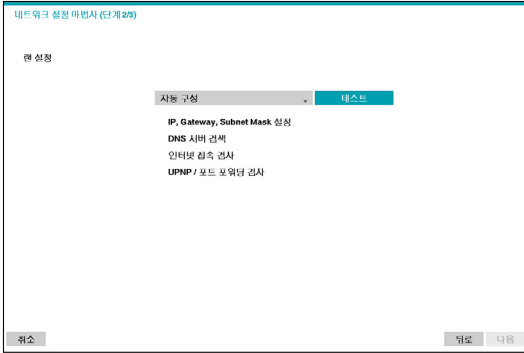 네트워크 설정 마법사 (단계 2/5)
랜 설정
자동 구성
테스트
IP, Gateway, Subnet Mask 설정
DNS 서버 검색
인터넷 접속 검사
UPNP / 포트 포워딩 검사
취소
뒤로
다음